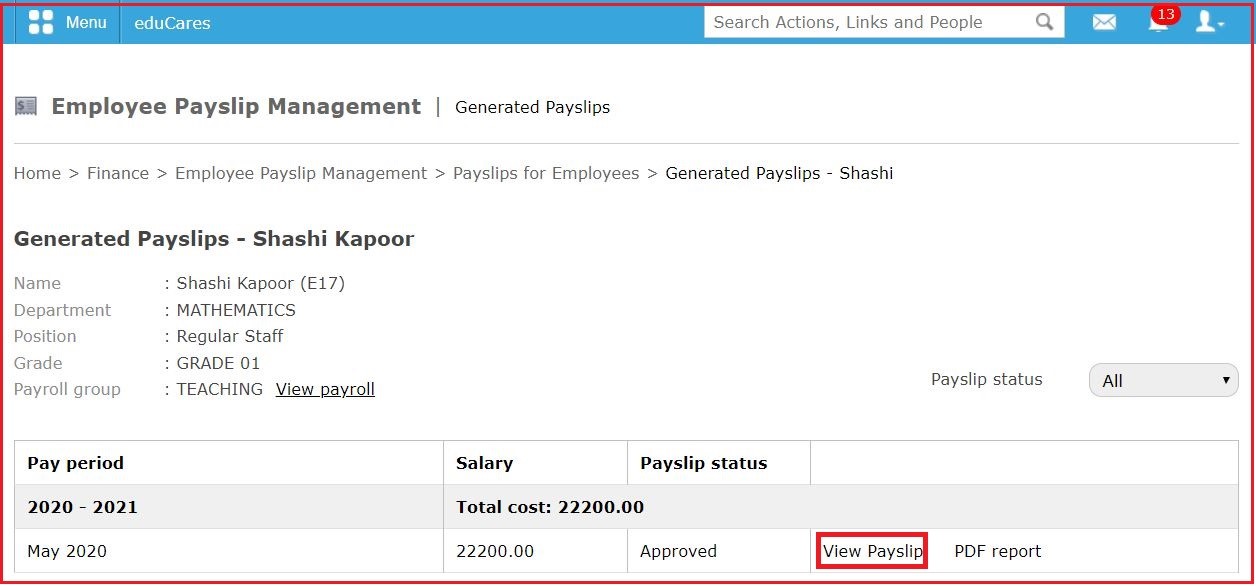 Menu eduCares Search Actions, Links and People 13
Employee Payslip Management | Generated Payslips
Home > Finance > Employee Payslip Management > Payslips for Employees > Generated Payslips - Shashi
Generated Payslips - Shashi Kapoor
Name : Shashi Kapoor (E17)
Department : MATHEMATICS
Position : Regular Staff
Grade : GRADE 01
Payroll group : TEACHING View payroll
Payslip status All
Pay period Salary Payslip status
2020 - 2021 Total cost: 22200.00
May 2020 22200.00 Approved View Payslip PDF report